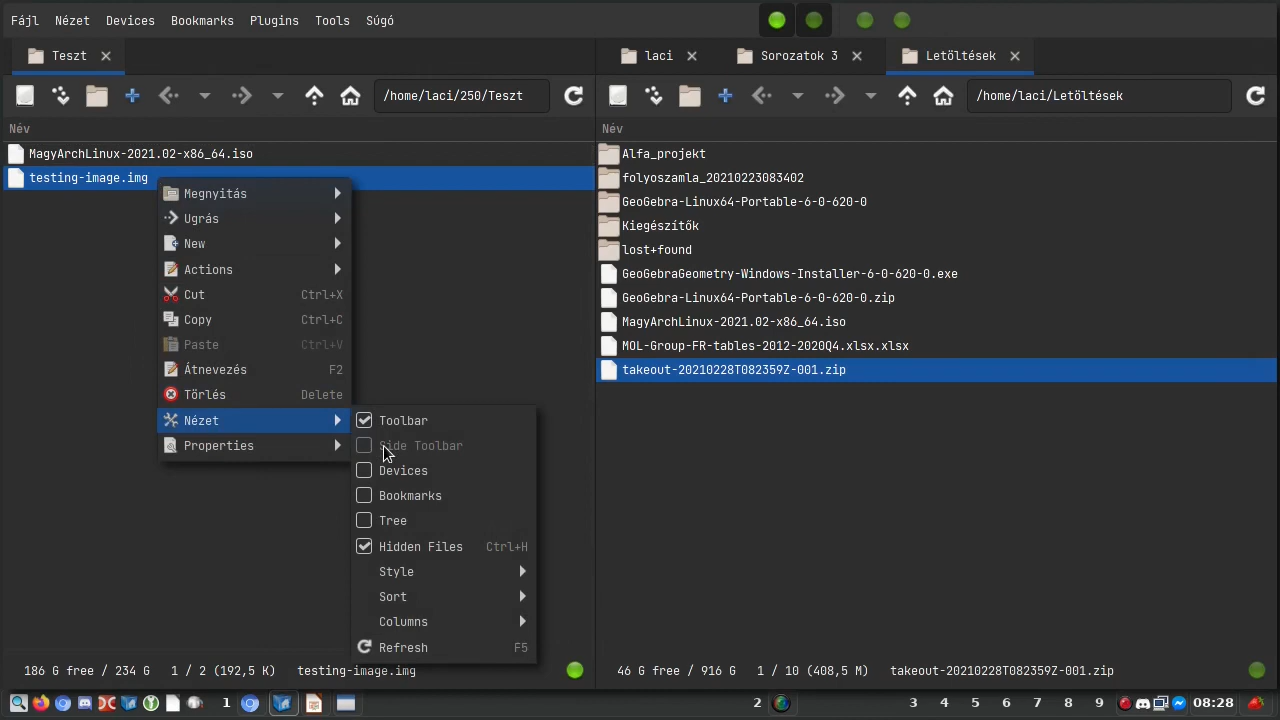 Fájl Nézet Devices Bookmarks Plugins Tools Súgó
Teszt
laci Sorozatok 3 Letöltések
/home/laci/250/Teszt
/home/laci/Letöltések
Név
Név
MagyArchLinux-2021.02-x86_64.iso
testing-image.img
Megnyitás
Ugrás
New
Actions
Cut Ctrl+X
Copy Ctrl+C
Paste Ctrl+V
Átnevezés F2
Törlés Delete
Nézet
Properties
Toolbar
Side Toolbar
Devices
Bookmarks
Tree
Hidden Files Ctrl+H
Style
Sort
Columns
Refresh F5
Alfa_projekt
folyoszamla_20210223083402
GeoGebra-Linux64-Portable-6-0-620-0
Kiegészítők
lost+found
GeoGebraGeometry-Windows-Installer-6-0-620-0.exe
GeoGebra-Linux64-Portable-6-0-620-0.zip
MagyArchLinux-2021.02-x86_64.iso
MOL-Group-FR-tables-2012-2020Q4.xlsx.xlsx
takeout-20210228T082359Z-001.zip
186 G free / 234 G 1 / 2 (192,5 K) testing-image.img
46 G free / 916 G 1 / 10 (408,5 M) takeout-20210228T082359Z-001.zip
1 2 3 4 5 6 7 8 9 08:28